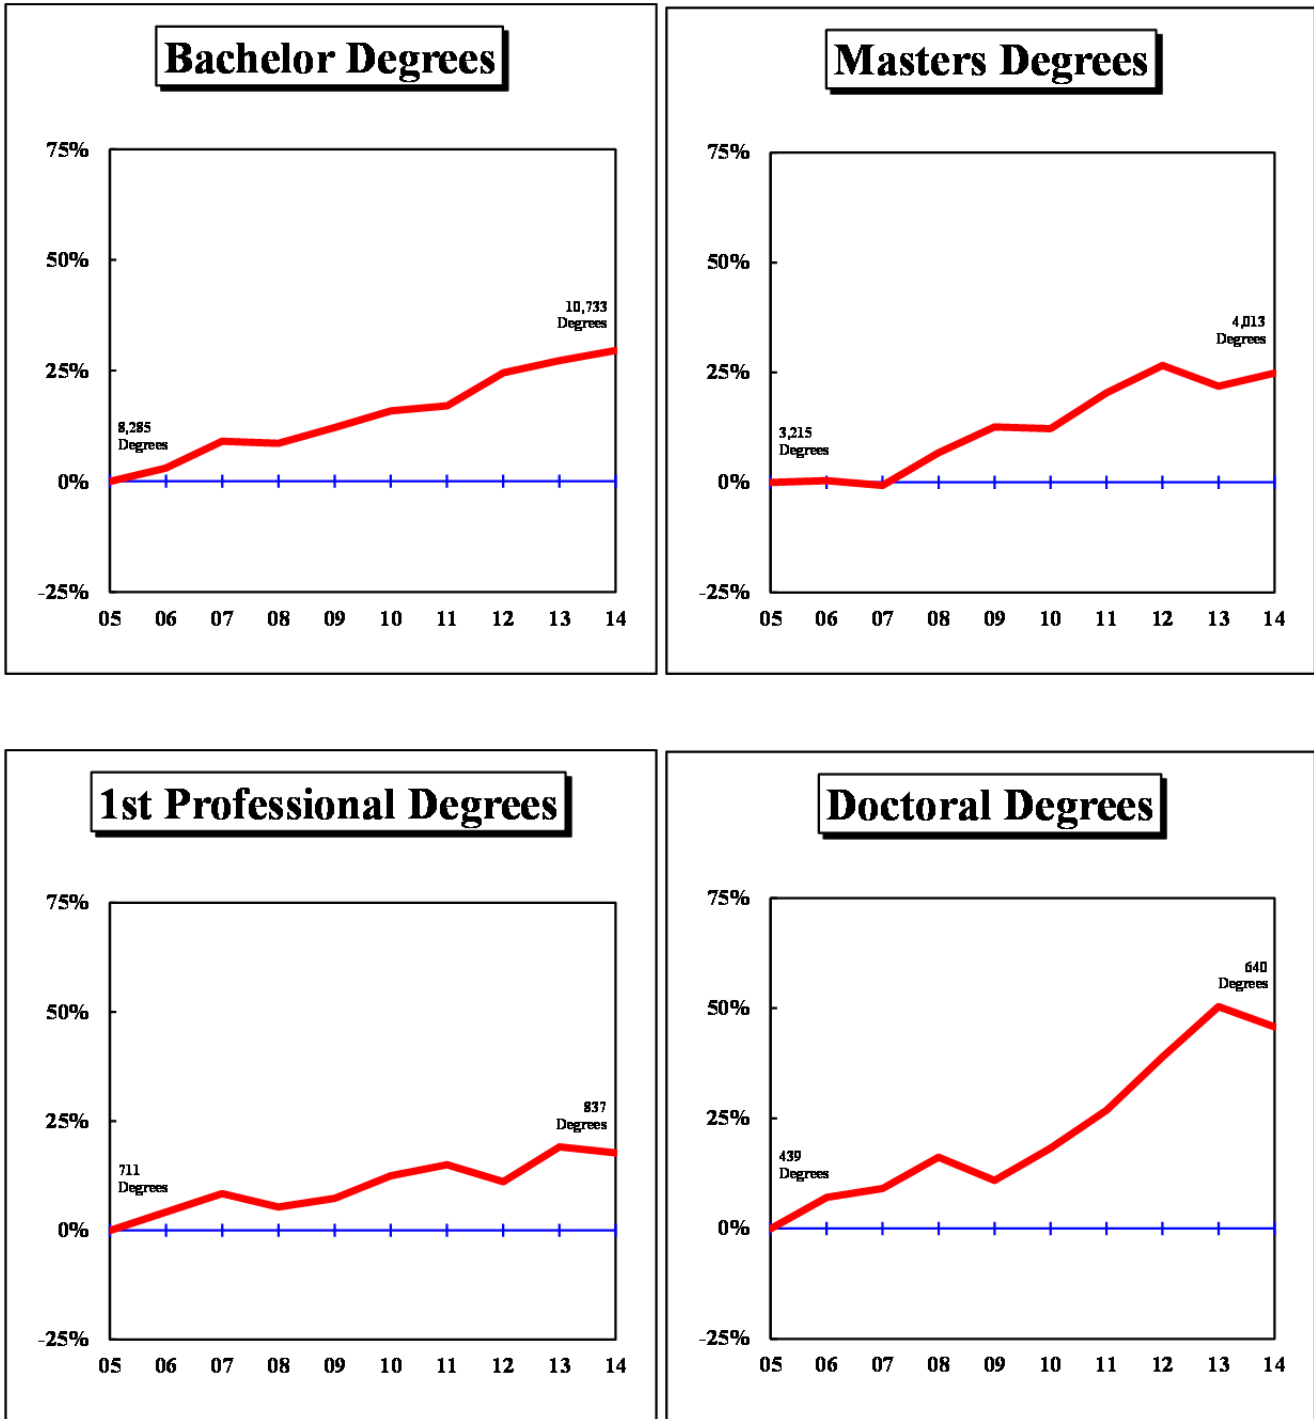 Bachelor Degrees
75%
50%
25%
0%
-25%
10,733
Degrees
8,285
Degrees
05 06 07 08 09 10 11 12 13 14
Masters Degrees
75%
50%
25%
0%
-25%
4,013
Degrees
3,215
Degrees
05 06 07 08 09 10 11 12 13 14
1st Professional Degrees
75%
50%
25%
0%
-25%
837
Degrees
711
Degrees
05 06 07 08 09 10 11 12 13 14
Doctoral Degrees
75%
50%
25%
0%
-25%
640
Degrees
439
Degrees
05 06 07 08 09 10 11 12 13 14